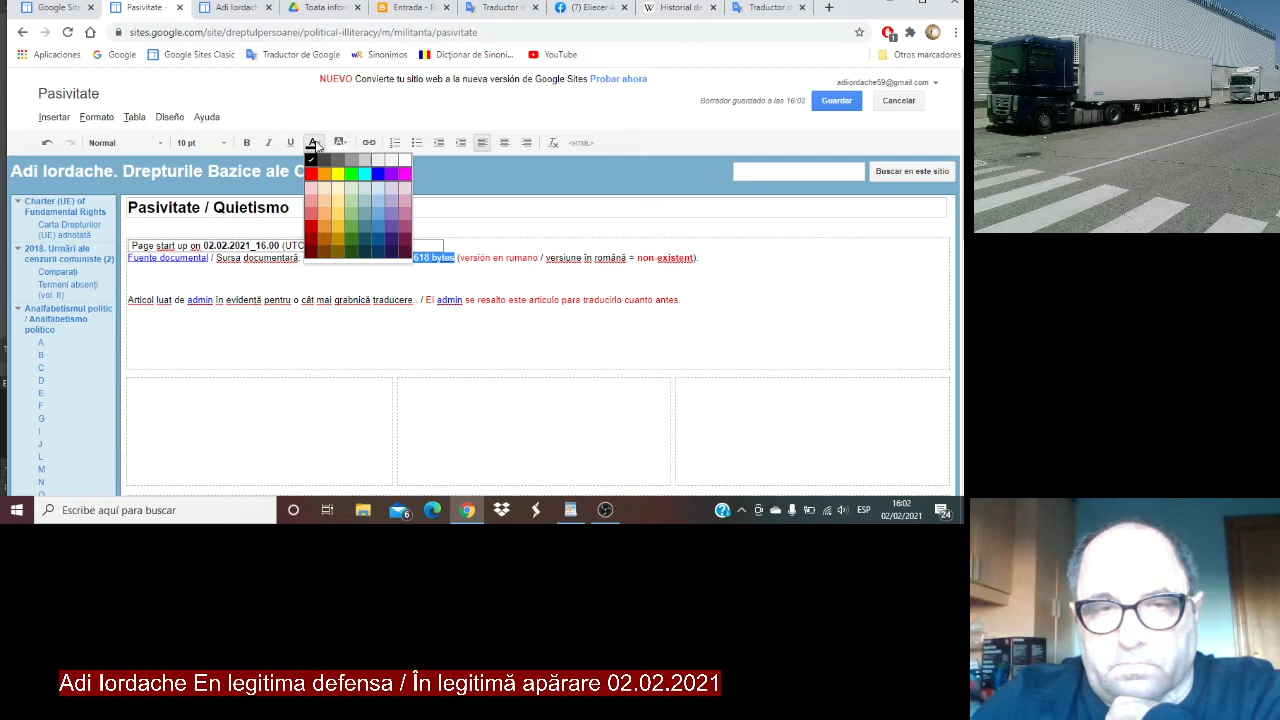 Google Sites
Pasivitate -
Adi Iordach
Toata infor
Entrada - E
Traductor d
(7) Eliecer A
Historial de
Traductor d
sites.google.com/site/dreptulpersoanei/political-illiteracy/m/militanta/pasivitate
Aplicaciones Google Google Sites Clasic Traductor de Google Sinonimos Dicționar de Sinoni... YouTube Otros marcadores
NUEVO Convierte tu sitio web a la nueva versión de Google Sites Probar ahora
adiiordache59@gmail.com
Pasivitate
Borrador guardado a las 16:02 Guardar Cancelar
Insertar Formato Tabla Diseño Ayuda
Normal 10 pt B I U A A <HTML>
Adi Iordache. Drepturile Bazice ale
Buscar en este sitio
Charter (UE) of
Fundamental Rights
Carta Drepturilor
(UE) adnotată
2018. Urmări ale
cenzurii comuniste (2)
Comparați
Termeni absenți
(vol. II)
Analfabetismul politic
/ Analfabetismo
politico
A
B
C
D
E
F
G
I
J
L
M
N
O
Pasivitate / Quietismo
Page start up on 02.02.2021_16.00 (UTC
Fuente documental / Sursa documentară: 618 bytes (versión en rumano / versiune în română = non-existent).
Articol luat de admin în evidență pentru o cât mai grabnică traducere.. / El admin se resalto este articulo para traducirlo cuanto antes.
Escribe aquí para buscar
6
ESP
16:02
02/02/2021
24
Adi Iordache En legitima defensa / În legitimă apărare 02.02.2021